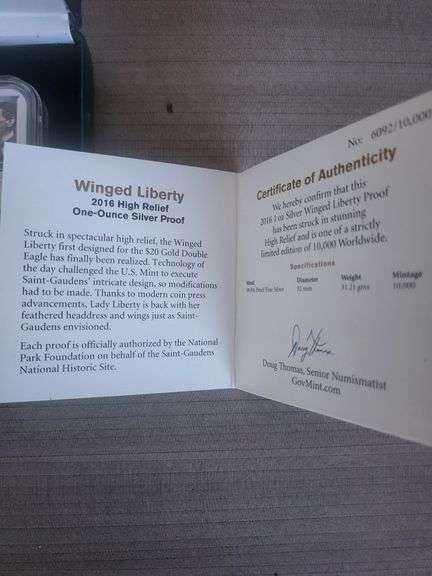 Winged Liberty
2016 High Relief
One-Ounce Silver Proof
Struck in spectacular high relief, the Winged
Liberty first designed for the $20 Gold Double
Eagle has finally been realized. Technology of
the day challenged the U.S. Mint to execute
Saint-Gaudens' intricate design, so modifications
had to be made. Thanks to modern coin press
advancements, Lady Liberty is back with her
feathered headdress and wings just as Saint-
Gaudens envisioned.
Each proof is officially authorized by the National
Park Foundation on behalf of the Saint-Gaudens
National Historic Site.
No: 6092/10,000
Certificate of Authenticity
We hereby confirm that this
2016 1 oz Silver Winged Liberty Proof
has been struck in stunning
High Relief and is one of a strictly
limited edition of 10,000 Worldwide.
Specifications
Metal Diameter Weight Mintage
Proof Fine Silver 32 mm 31.21 gms 10,000
Doug Thomas, Senior Numismatist
GovMint.com